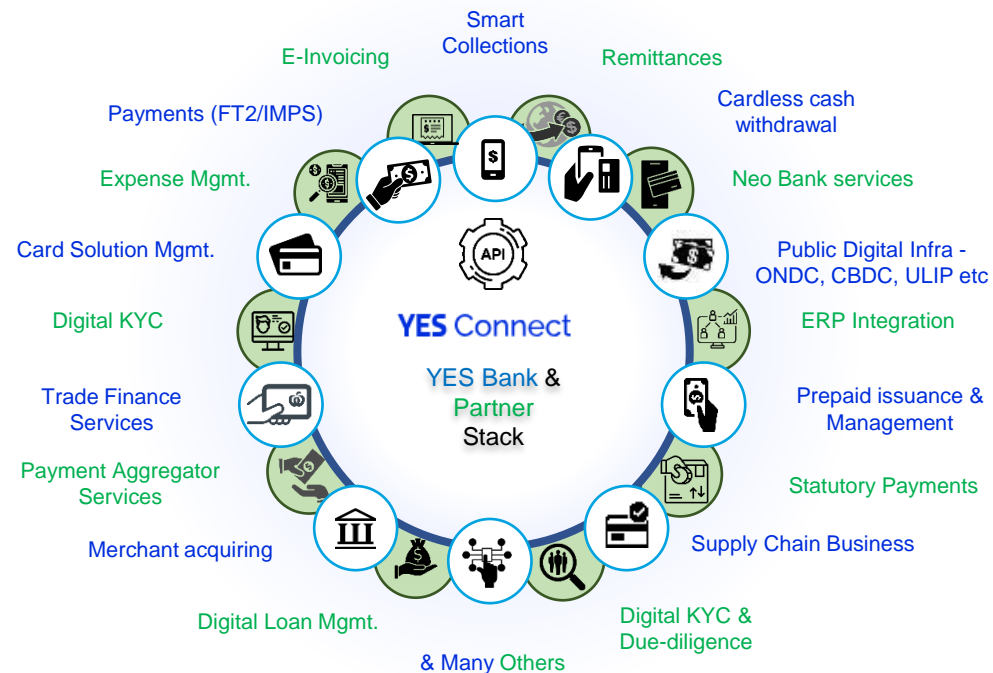 Smart
Collections
E-Invoicing
Remittances
Payments (FT2/IMPS)
Cardless cash
withdrawal
Expense Mgmt.
Neo Bank services
Card Solution Mgmt.
Public Digital Infra -
ONDC, CBDC, ULIP etc
API
Digital KYC
YES Connect
ERP Integration
YES Bank &
Partner
Stack
Trade Finance
Services
Prepaid issuance &
Management
Payment Aggregator
Services
Statutory Payments
Merchant acquiring
Supply Chain Business
Digital Loan Mgmt.
Digital KYC &
Due-diligence
& Many Others